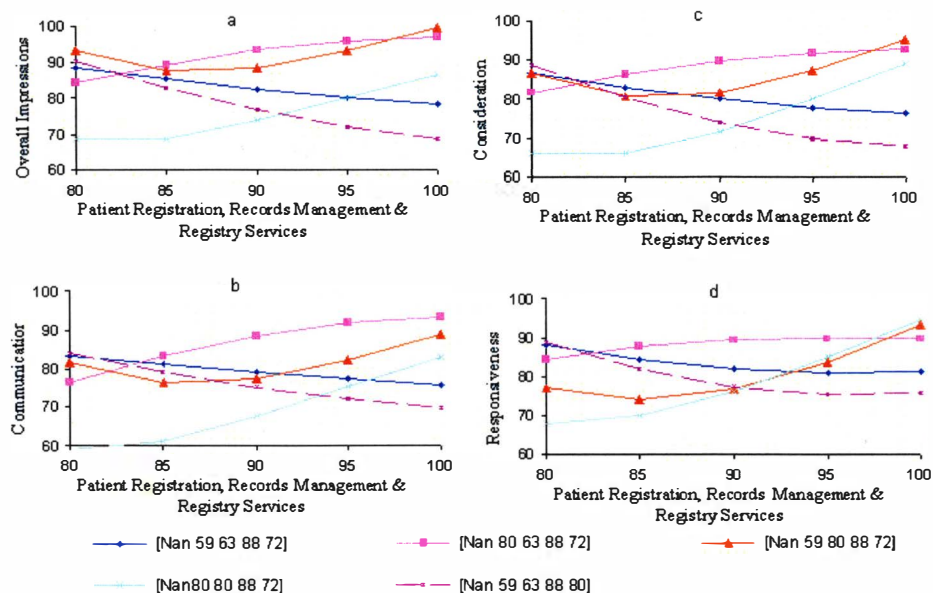 a
100
90
80
70
60
Overall Impressions
80 85 90 95 100
Patient Registration, Records Management &
Registry Services
c
100
90
80
70
60
Consideration
80 85 90 95 100
Patient Registration, Records Management &
Registry Services
b
100
90
80
70
60
Communication
80 85 90 95 100
Patient Registration, Records Management &
Registry Services
d
100
90
80
70
60
Responsiveness
80 85 90 95 100
Patient Registration, Records Management &
Registry Services
[Nan 59 63 88 72]
[Nan 80 63 88 72]
[Nan 59 80 88 72]
[Nan80 80 88 72]
[Nan 59 63 88 80]